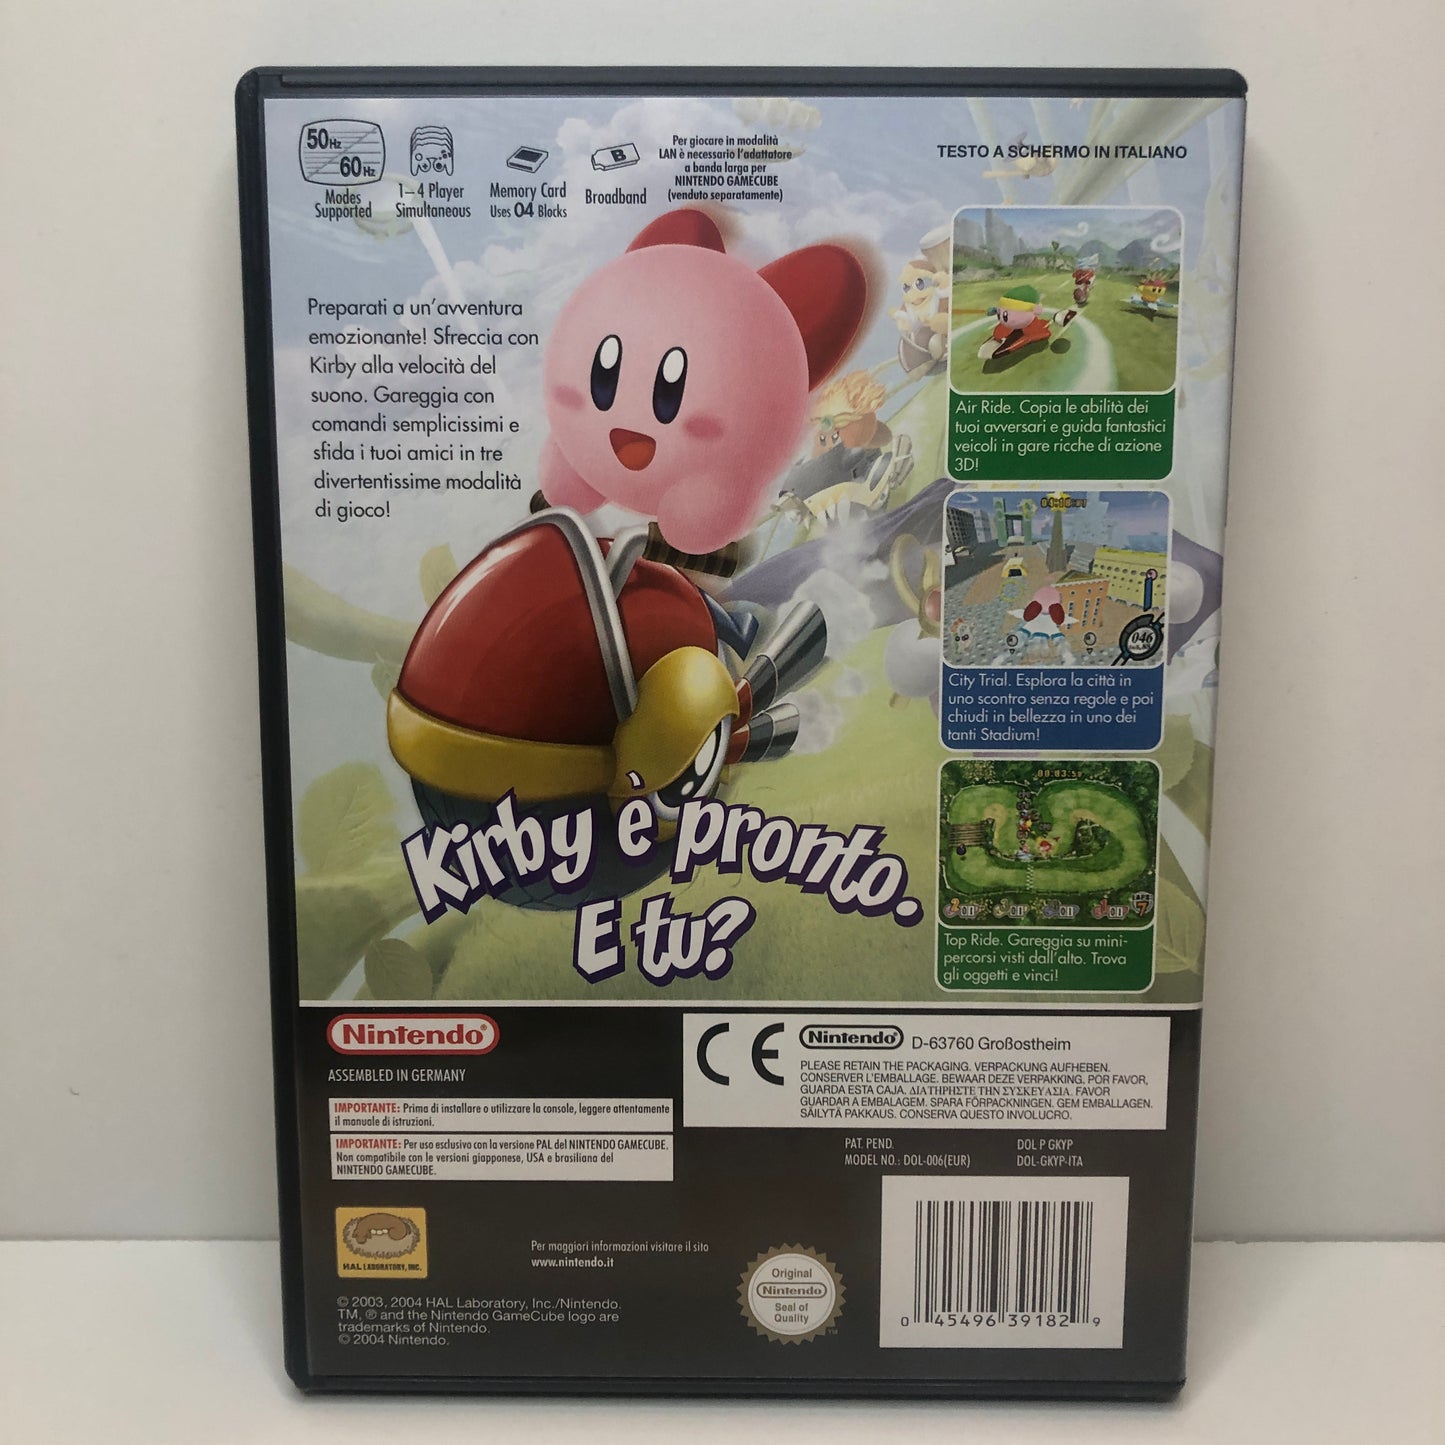 50Hz
60Hz
Modes
Supported
1–4 Player
Simultaneous
Memory Card
Uses 04 Blocks
B
Broadband
Per giocare in modalità
LAN è necessario l'adattatore
a banda larga per
NINTENDO GAMECUBE
(venduto separatamente)
TESTO A SCHERMO IN ITALIANO
Preparati a un'avventura
emozionante! Sfreccia con
Kirby alla velocità del
suono. Gareggia con
comandi semplicissimi e
sfida i tuoi amici in tre
divertentissime modalità
di gioco!
Air Ride. Copia le abilità dei
tuoi avversari e guida fantastici
veicoli in gare ricche di azione
3D!
046
City Trial. Esplora la città in
uno scontro senza regole e poi
chiudi in bellezza in uno dei
tanti Stadium!
Top Ride. Gareggia su mini-
percorsi visti dall'alto. Trova
gli oggetti e vinci!
Kirby è pronto.
E tu?
Nintendo®
ASSEMBLED IN GERMANY
IMPORTANTE: Prima di installare o utilizzare la console, leggere attentamente
il manuale di istruzioni.
IMPORTANTE: Per uso esclusivo con la versione PAL del NINTENDO GAMECUBE.
Non compatibile con le versioni giapponese, USA e brasiliana del
NINTENDO GAMECUBE.
CE
Nintendo® D-63760 Großostheim
PLEASE RETAIN THE PACKAGING. VERPACKUNG AUFHEBEN.
CONSERVER L'EMBALLAGE. BEWAAR DEZE VERPAKKING. POR FAVOR,
GUARDA ESTA CAJA. ΔΙΑΤΗΡΗΣΤΕ ΤΗΝ ΣΥΣΚΕΥΑΣΙΑ. FAVOR
GUARDAR A EMBALAGEM. SPARA FÖRPACKNINGEN. GEM EMBALLAGEN.
SÄILYTÄ PAKKAUS. CONSERVA QUESTO INVOLUCRO.
PAT. PEND.
MODEL NO.: DOL-006(EUR)
DOL P GKYP
DOL-GKYP-ITA
HAL LABORATORY, INC.
Per maggiori informazioni visitare il sito
www.nintendo.it
© 2003, 2004 HAL Laboratory, Inc./Nintendo.
TM, ® and the Nintendo GameCube logo are
trademarks of Nintendo.
© 2004 Nintendo.
Original
Nintendo
Seal of
Quality
TM
0 45496 39182 9